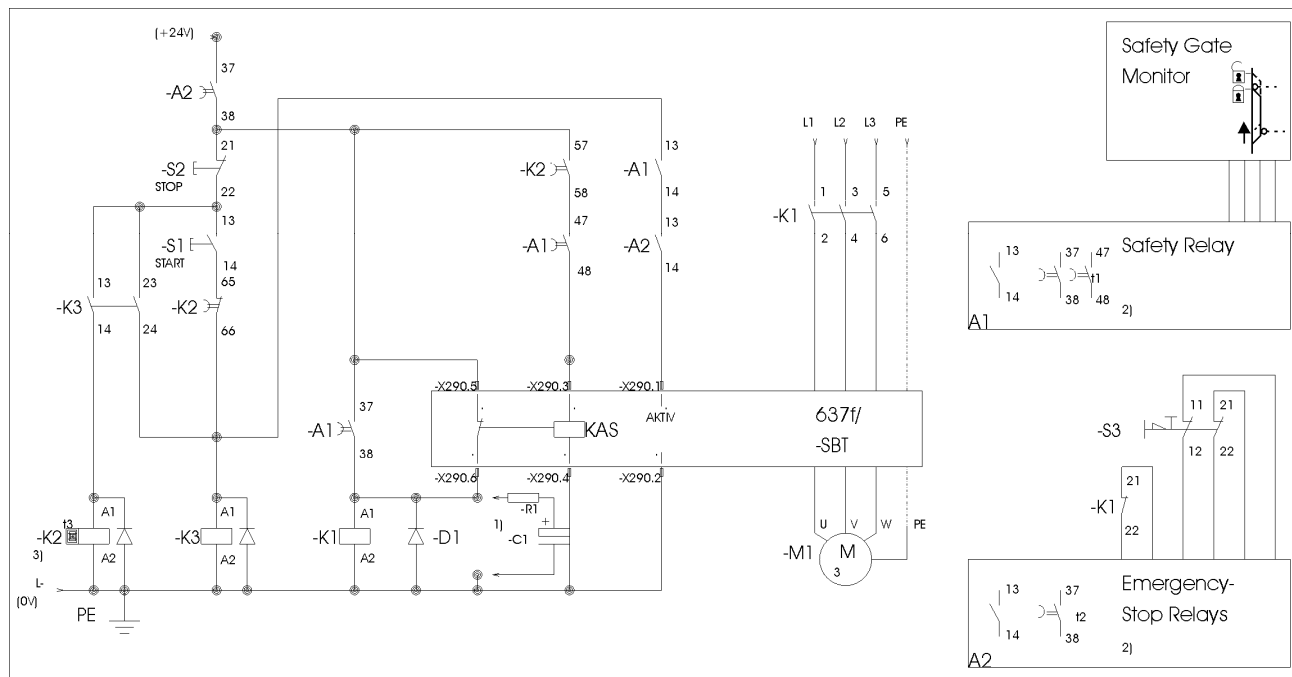 (+24V)
37
-A2
38
21
-S2
STOP
22
13
-S1
START
14
13
23
65
-K3
-K2
14
24
66
57
-K2
58
47
-A1
48
13
-A1
14
13
-A2
14
L1 L2 L3 PE
1 3 5
-K1
2 4 6
-X290.5
-X290.3
-X290.1
37
-A1
38
KAS
AKTIV
637f/
-SBT
-X290.6
-X290.4
-X290.2
t3
A1
-K2
3)
A2
A1
-K3
A2
A1
-K1
A2
-D1
-R1
1)
+
-C1
U V W PE
-M1
M
3
L-
(0V)
PE
Safety Gate
Monitor
Safety Relay
13 37 47
t1
14 38 48
2)
A1
11 21
-S3
12 22
21
-K1
22
Emergency-
Stop Relays
13 37
t2
14 38
2)
A2